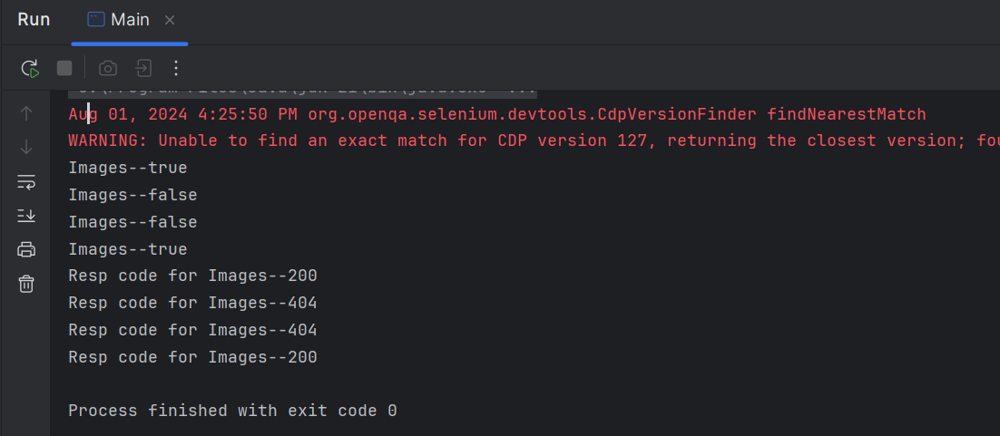 Run Main
Aug 01, 2024 4:25:50 PM org.openqa.selenium.devtools.CdpVersionFinder findNearestMatch
WARNING: Unable to find an exact match for CDP version 127, returning the closest version;
Images--true
Images--false
Images--false
Images--true
Resp code for Images--200
Resp code for Images--404
Resp code for Images--404
Resp code for Images--200
Process finished with exit code 0